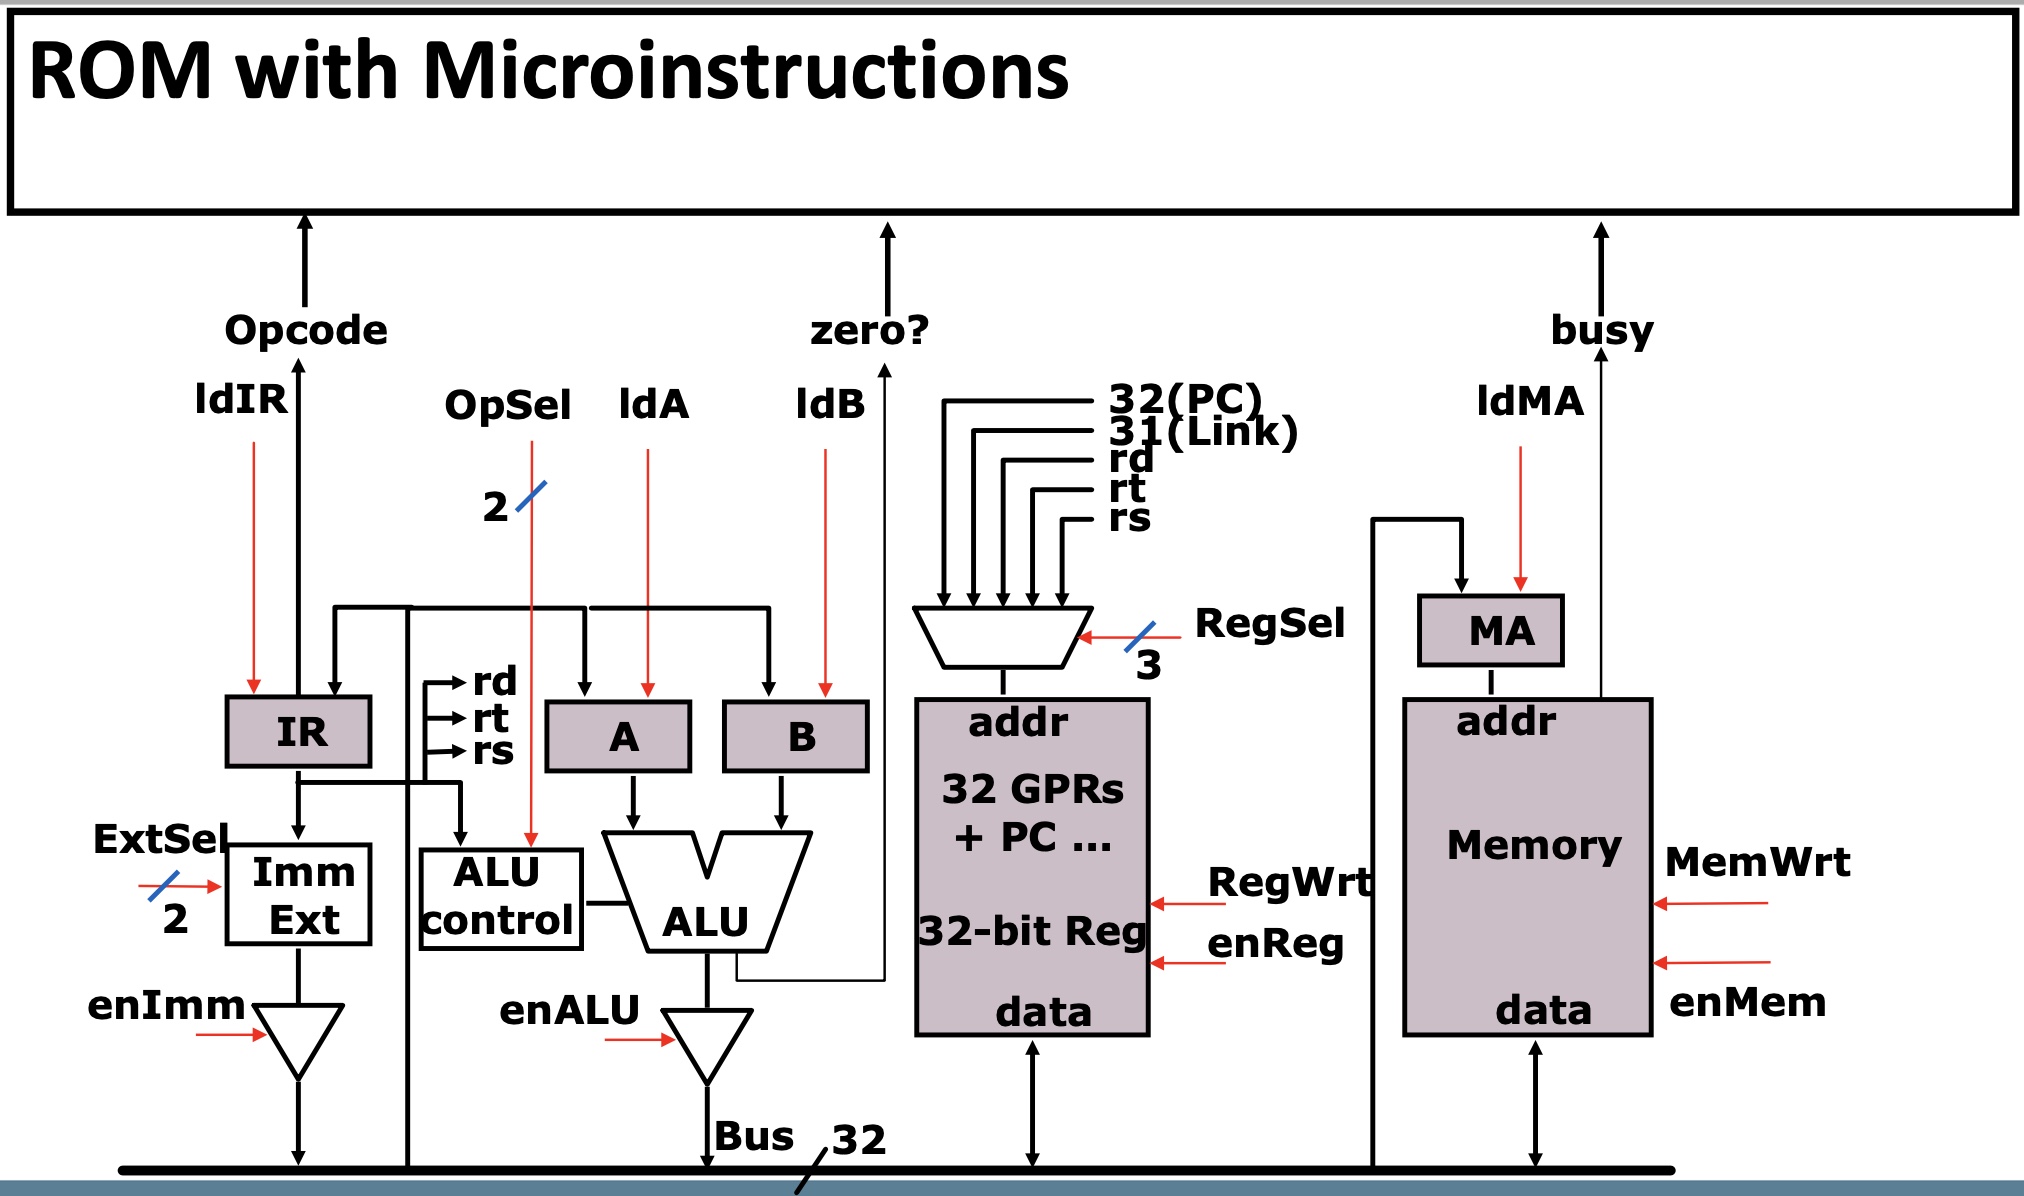 ROM with Microinstructions
Opcode
zero?
busy
ldIR
OpSel
ldA
ldB
32(PC)
31(Link)
rd
rt
rs
ldMA
2
RegSel
3
MA
rd
rt
rs
IR
A
B
addr
addr
32 GPRs
+ PC ...
Memory
ExtSel
2
Imm
Ext
ALU
control
ALU
RegWrt
MemWrt
32-bit Reg
enReg
enImm
enALU
data
data
enMem
Bus
32